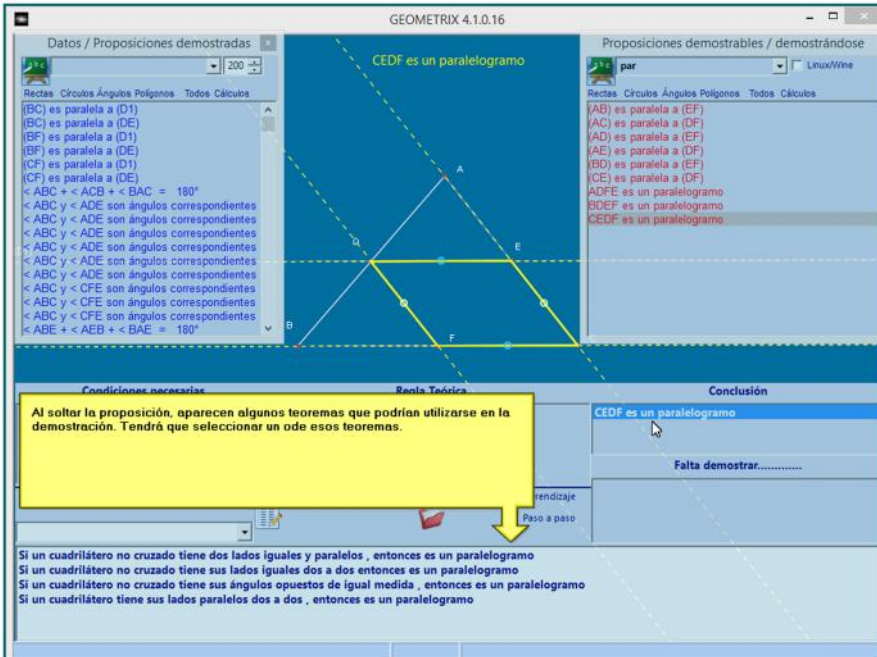 GEOMETRIX 4.1.0.16
Datos / Proposiciones demostradas
200
Rectas Círculos Ángulos Polígonos Todos Cálculos
(BC) es paralela a (D1)
(BC) es paralela a (DE)
(BF) es paralela a (D1)
(BF) es paralela a (DE)
(CF) es paralela a (D1)
(CF) es paralela a (DE)
< ABC + < ACB + < BAC = 180°
< ABC y < ADE son ángulos correspondientes
< ABC y < ADE son ángulos correspondientes
< ABC y < ADE son ángulos correspondientes
< ABC y < ADE son ángulos correspondientes
< ABC y < ADE son ángulos correspondientes
< ABC y < ADE son ángulos correspondientes
< ABC y < CFE son ángulos correspondientes
< ABC y < CFE son ángulos correspondientes
< ABE + < AEB + < BAE = 180°
CEDF es un paralelogramo
A
D
E
B
F
Proposiciones demostrables / demostrándose
par
Linux/Wine
Rectas Círculos Ángulos Polígonos Todos Cálculos
(AB) es paralela a (EF)
(AC) es paralela a (DF)
(AD) es paralela a (EF)
(AE) es paralela a (DF)
(BD) es paralela a (EF)
(CE) es paralela a (DF)
ADFE es un paralelogramo
BDEF es un paralelogramo
CEDF es un paralelogramo
Condiciones necesarias
Regla Teórica
Conclusión
Al soltar la proposición, aparecen algunos teoremas que podrían utilizarse en la
demostración. Tendrá que seleccionar un ode esos teoremas.
CEDF es un paralelogramo
Falta demostrar.............
Paso a paso
Si un cuadrilátero no cruzado tiene dos lados iguales y paralelos , entonces es un paralelogramo
Si un cuadrilátero no cruzado tiene sus lados iguales dos a dos entonces es un paralelogramo
Si un cuadrilátero no cruzado tiene sus ángulos opuestos de igual medida , entonces es un paralelogramo
Si un cuadrilátero tiene sus lados paralelos dos a dos , entonces es un paralelogramo